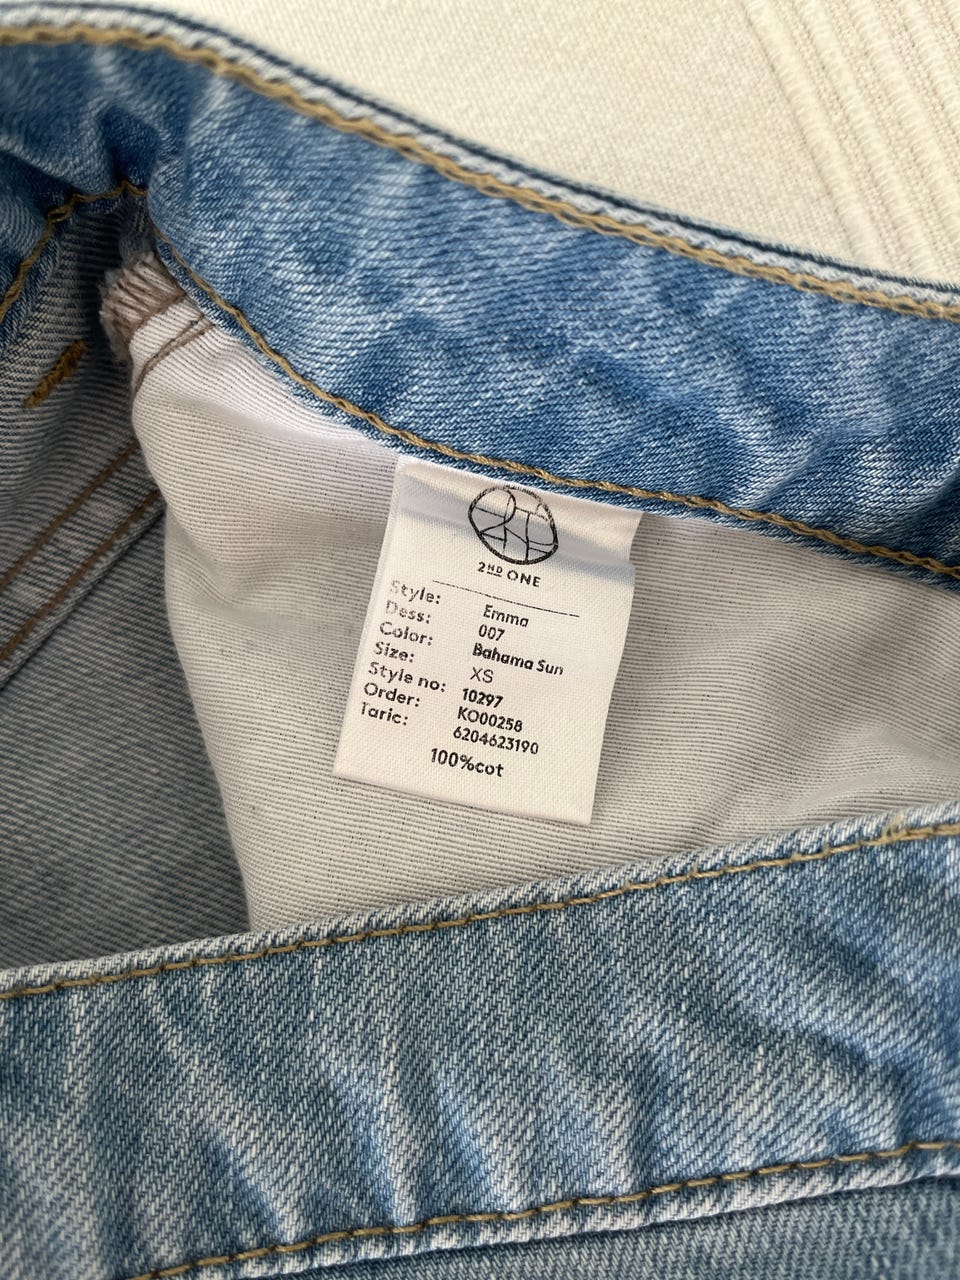 2ND ONE
Style: Emma
Dess: 007
Color: Bahama Sun
Size: XS
Style no: 10297
Order: KO00258
Taric: 6204623190
100%cot